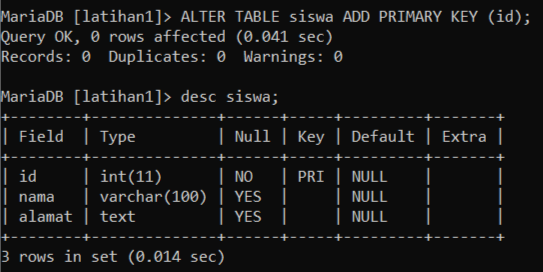 MariaDB [latihan1]> ALTER TABLE siswa ADD PRIMARY KEY (id);
Query OK, 0 rows affected (0.041 sec)
Records: 0  Duplicates: 0  Warnings: 0

MariaDB [latihan1]> desc siswa;
+--------+--------------+------+-----+---------+-------+
| Field  | Type         | Null | Key | Default | Extra |
+--------+--------------+------+-----+---------+-------+
| id     | int(11)      | NO   | PRI | NULL    |       |
| nama   | varchar(100) | YES  |     | NULL    |       |
| alamat | text         | YES  |     | NULL    |       |
+--------+--------------+------+-----+---------+-------+
3 rows in set (0.014 sec)